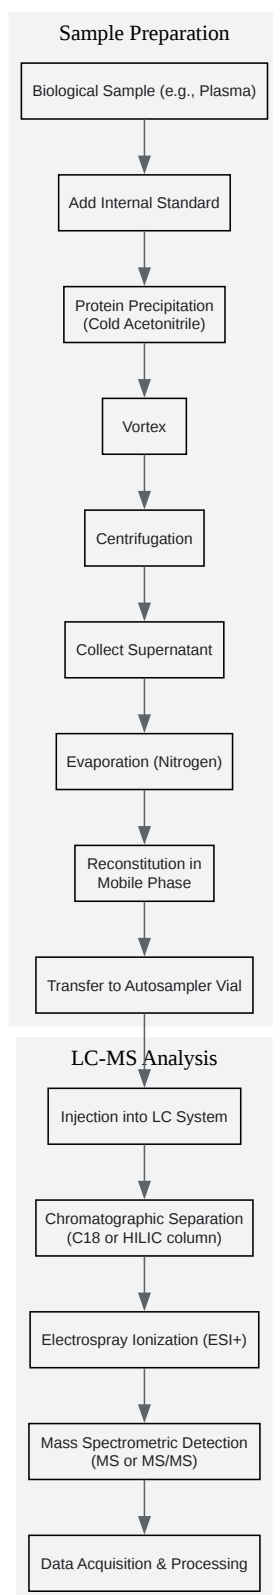 Sample Preparation
Biological Sample (e.g., Plasma)
Add Internal Standard
Protein Precipitation
(Cold Acetonitrile)
Vortex
Centrifugation
Collect Supernatant
Evaporation (Nitrogen)
Reconstitution in
Mobile Phase
Transfer to Autosampler Vial
LC-MS Analysis
Injection into LC System
Chromatographic Separation
(C18 or HILIC column)
Electrospray Ionization (ESI+)
Mass Spectrometric Detection
(MS or MS/MS)
Data Acquisition & Processing